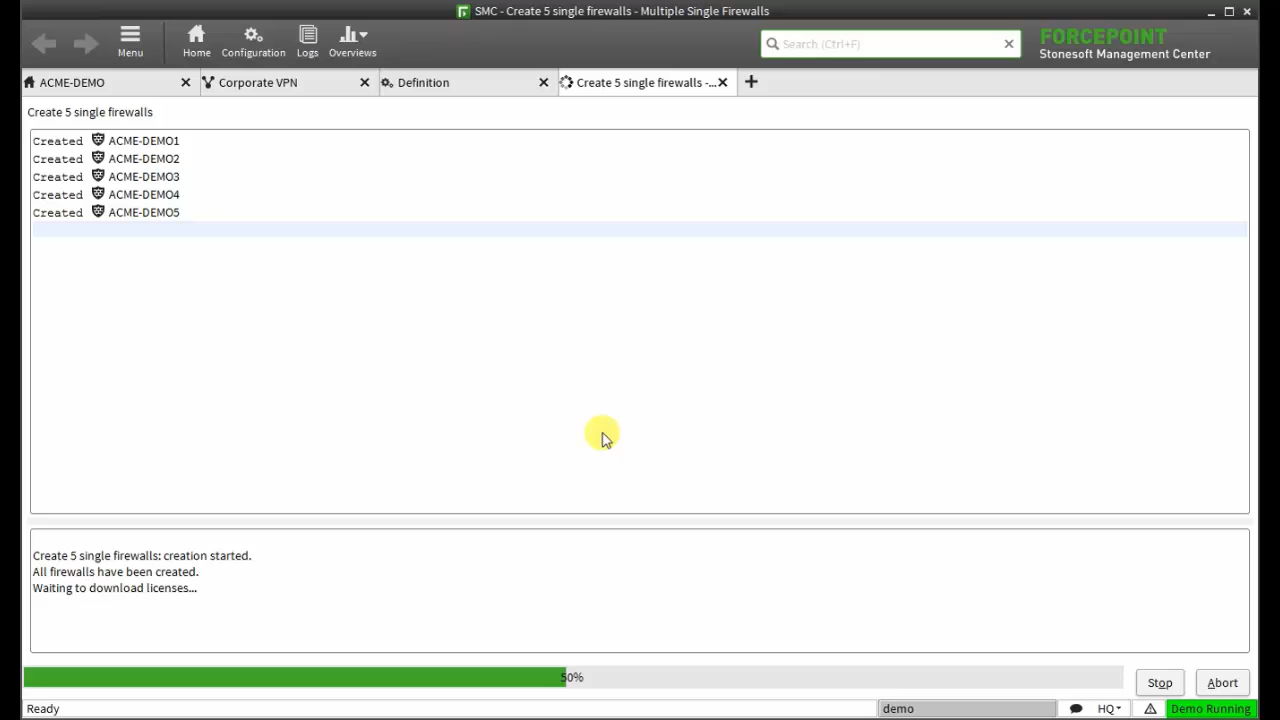 SMC - Create 5 single firewalls - Multiple Single Firewalls
Menu
Home
Configuration
Logs
Overviews
Search (Ctrl+F)
FORCEPOINT
Stonesoft Management Center
ACME-DEMO
Corporate VPN
Definition
Create 5 single firewalls -...
Create 5 single firewalls
Created ACME-DEMO1
Created ACME-DEMO2
Created ACME-DEMO3
Created ACME-DEMO4
Created ACME-DEMO5
Create 5 single firewalls: creation started.
All firewalls have been created.
Waiting to download licenses...
50%
Stop
Abort
Ready
demo
HQ
Demo Running